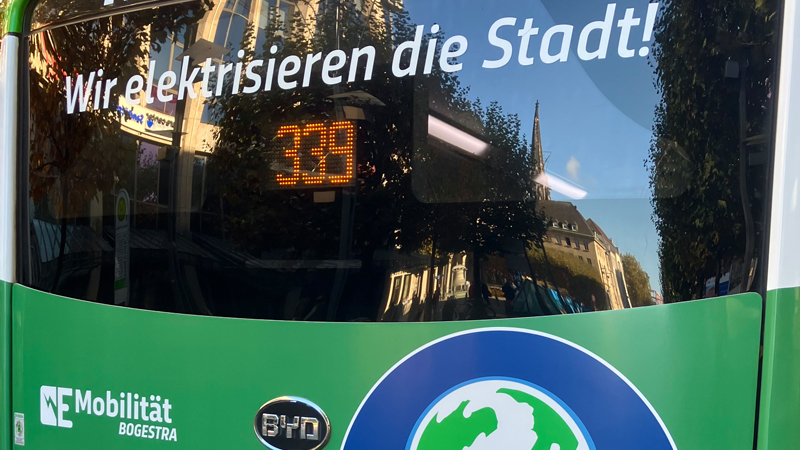 Wir elektrisieren die Stadt!
339
E Mobilität
BOGESTRA
BYD